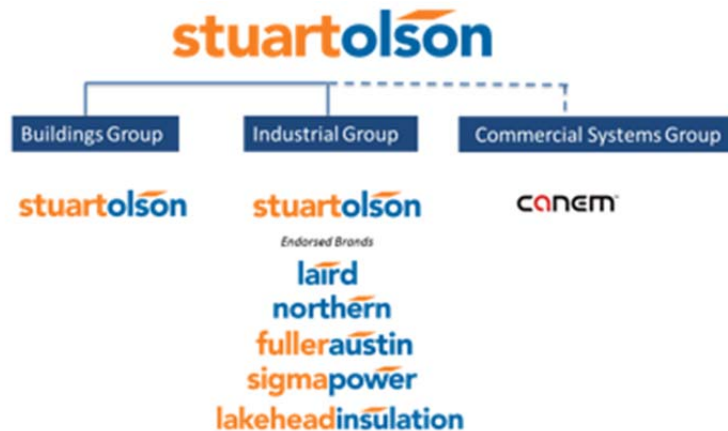 stuartolson
Buildings Group
Industrial Group
Commercial Systems Group
stuartolson
stuartolson
canem
Endorsed Brands
laird
northern
fulleraustin
sigmapower
lakeheadinsulation